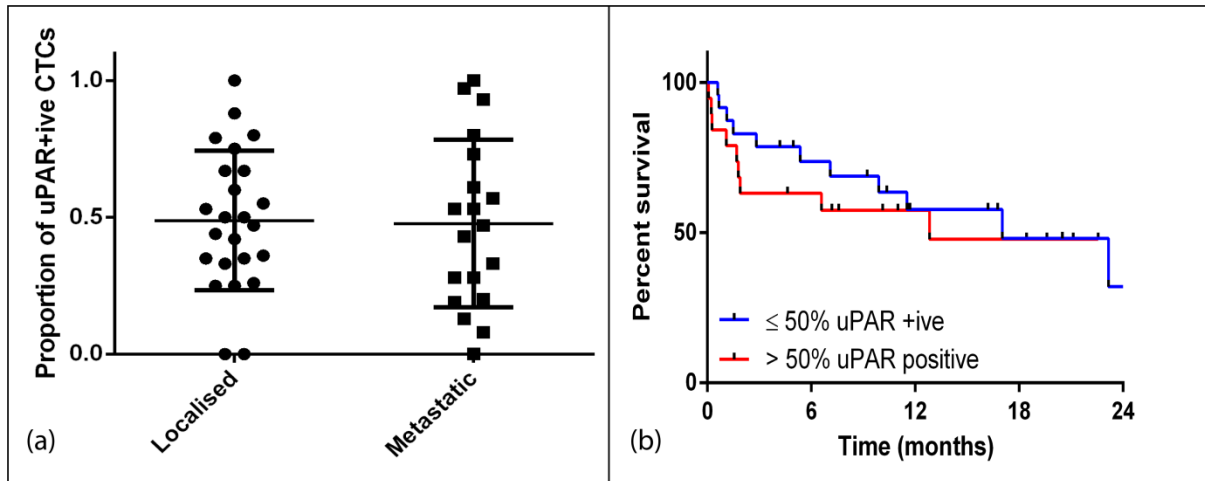 Proportion of uPAR+ive CTCs
1.0
0.5
0.0
Localised
Metastatic
(a)
Percent survival
100
50
0
≤ 50% uPAR +ive
> 50% uPAR positive
0 6 12 18 24
Time (months)
(b)